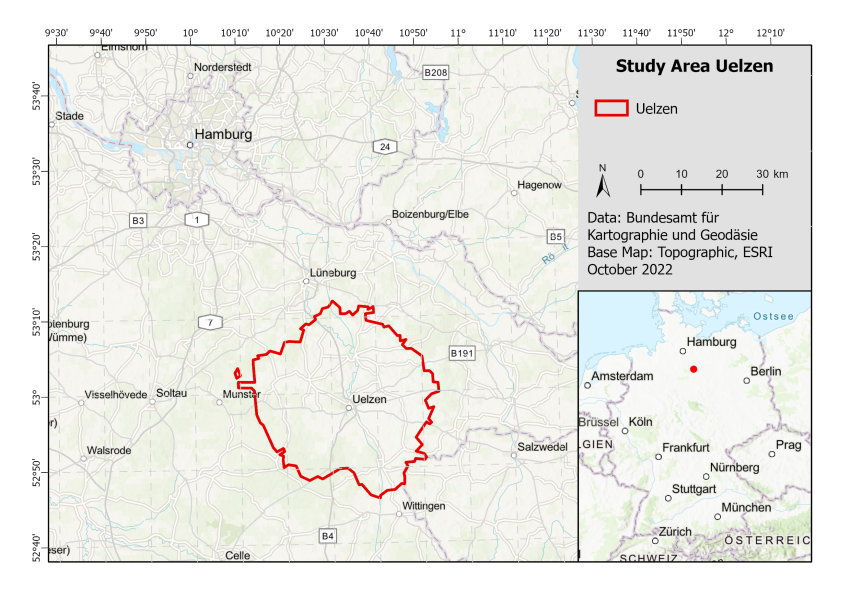 9°30' 9°40' 9°50' 10° 10°10' 10°20' 10°30' 10°40' 10°50' 11° 11°10' 11°20' 11°30' 11°40' 11°50' 12° 12°10'
53°40'
53°30'
53°20'
53°10'
53°
52°50'
52°40'
Elmshorn
Norderstedt
B208
Stade
Hamburg
24
Hagenow
B3
1
Boizenburg/Elbe
B5
Lüneburg
7
B191
Visselhövede
Soltau
Munster
Uelzen
Walsrode
Salzwedel
Wittingen
B4
Celle
Study Area Uelzen
Uelzen
N
0 10 20 30 km
Data: Bundesamt für
Kartographie und Geodäsie
Base Map: Topographic, ESRI
October 2022
Ostsee
Hamburg
Amsterdam
Berlin
Brüssel
Köln
GIEN
Frankfurt
Prag
Nürnberg
Stuttgart
München
Zürich
ÖSTERREIC
SCHWEIZ